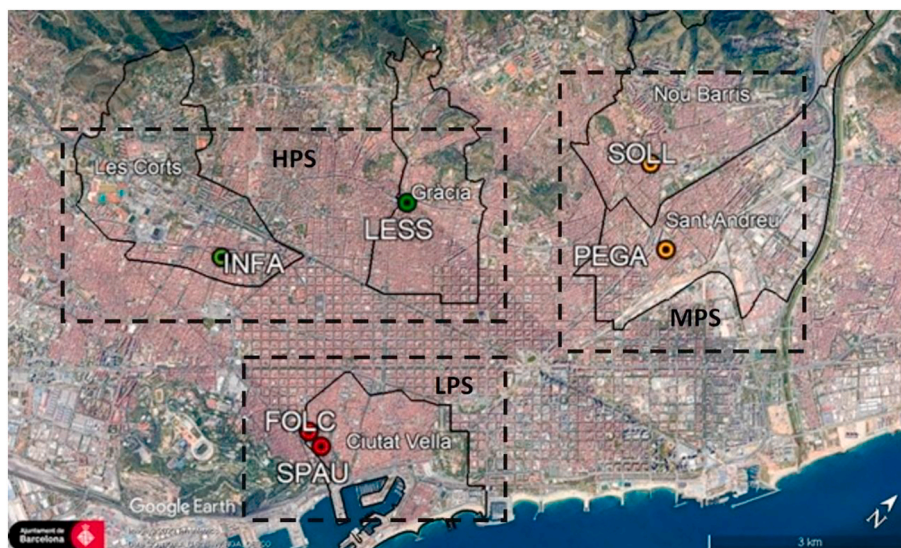 Nou Barris
HPS
SOLL
Les Corts
Gràcia
LESS
Sant Andreu
INFA
PEGA
MPS
LPS
FOLC
Ciutat Vella
SPAU
Google Earth
N
Ajuntament de
Barcelona
3 km